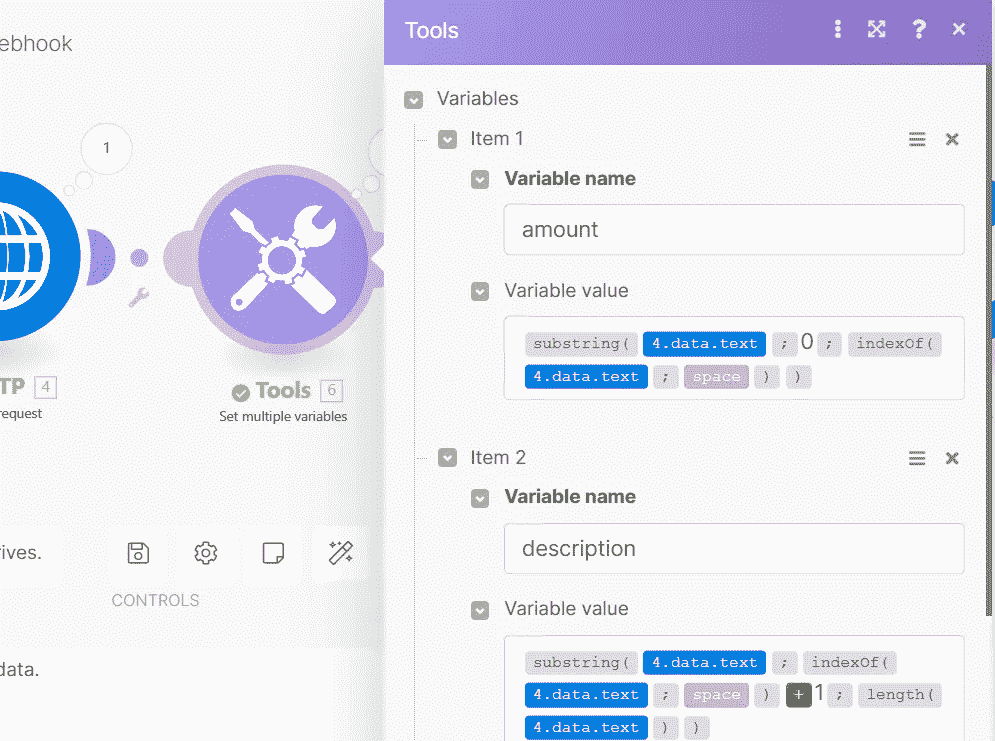 ebhook
Tools
Variables
Item 1
Variable name
amount
Variable value
substring( 4.data.text ; 0 ; indexOf(
4.data.text ; space ) )
Item 2
Variable name
description
Variable value
substring( 4.data.text ; indexOf(
4.data.text ; space ) + 1 ; length(
4.data.text ) )
1
TP 4
request
Tools 6
Set multiple variables
ives.
CONTROLS
data.